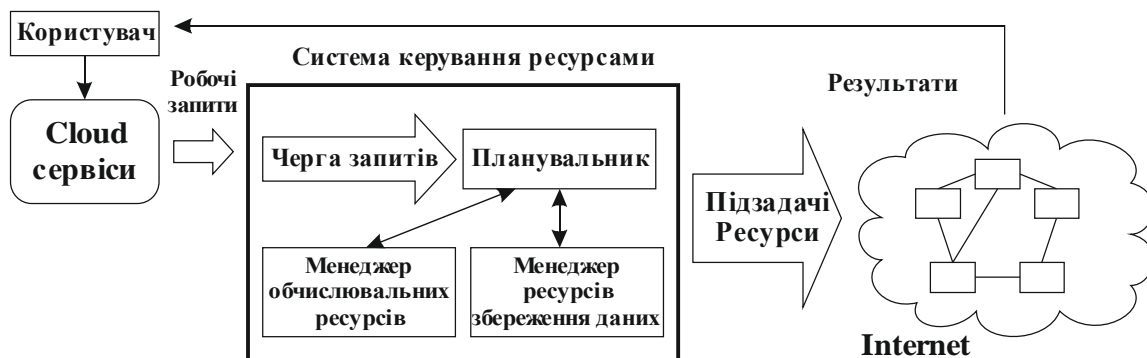 Користувач
Cloud
сервіси
Робочі
запити
Система керування ресурсами
Черга запитів
Планувальник
Менеджер
обчислювальних
ресурсів
Менеджер
ресурсів
збереження даних
Підзадачі
Ресурси
Результати
Internet